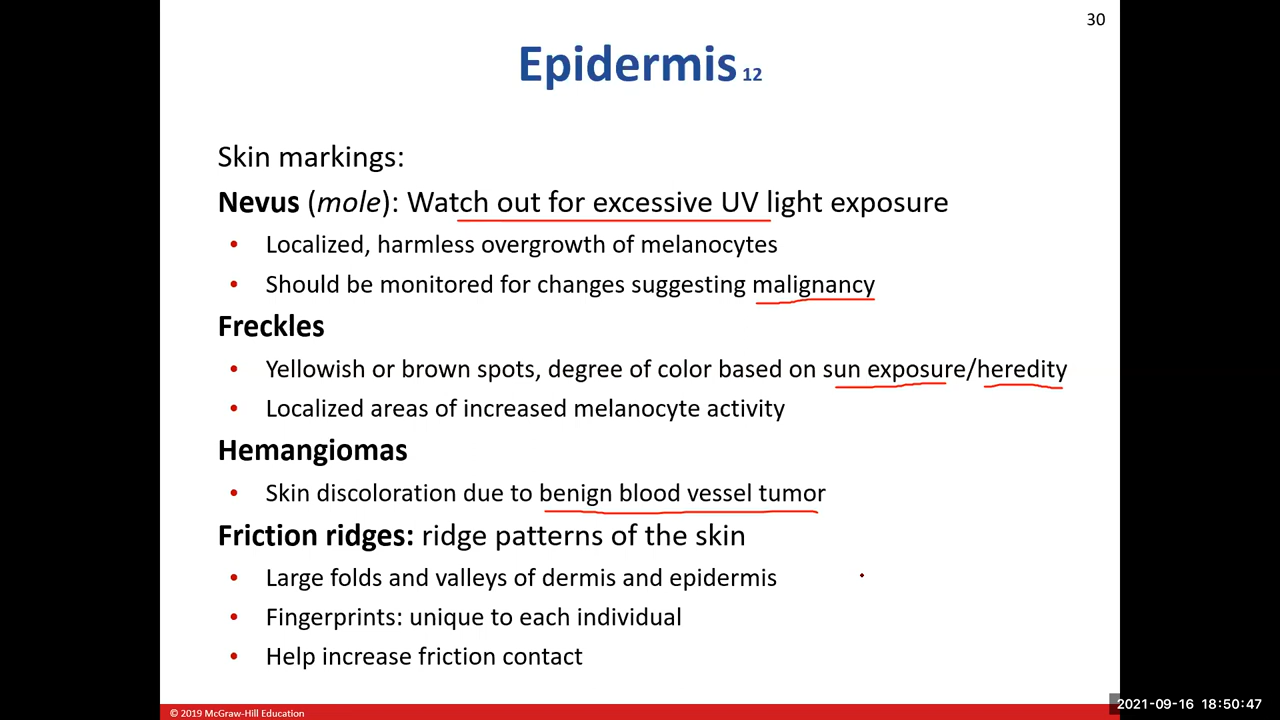 30
Epidermis 12
Skin markings:
Nevus (mole): Watch out for excessive UV light exposure
• Localized, harmless overgrowth of melanocytes
• Should be monitored for changes suggesting malignancy
Freckles
• Yellowish or brown spots, degree of color based on sun exposure/heredity
• Localized areas of increased melanocyte activity
Hemangiomas
• Skin discoloration due to benign blood vessel tumor
Friction ridges: ridge patterns of the skin
• Large folds and valleys of dermis and epidermis
• Fingerprints: unique to each individual
• Help increase friction contact
© 2019 McGraw-Hill Education
2021-09-16 18:50:47